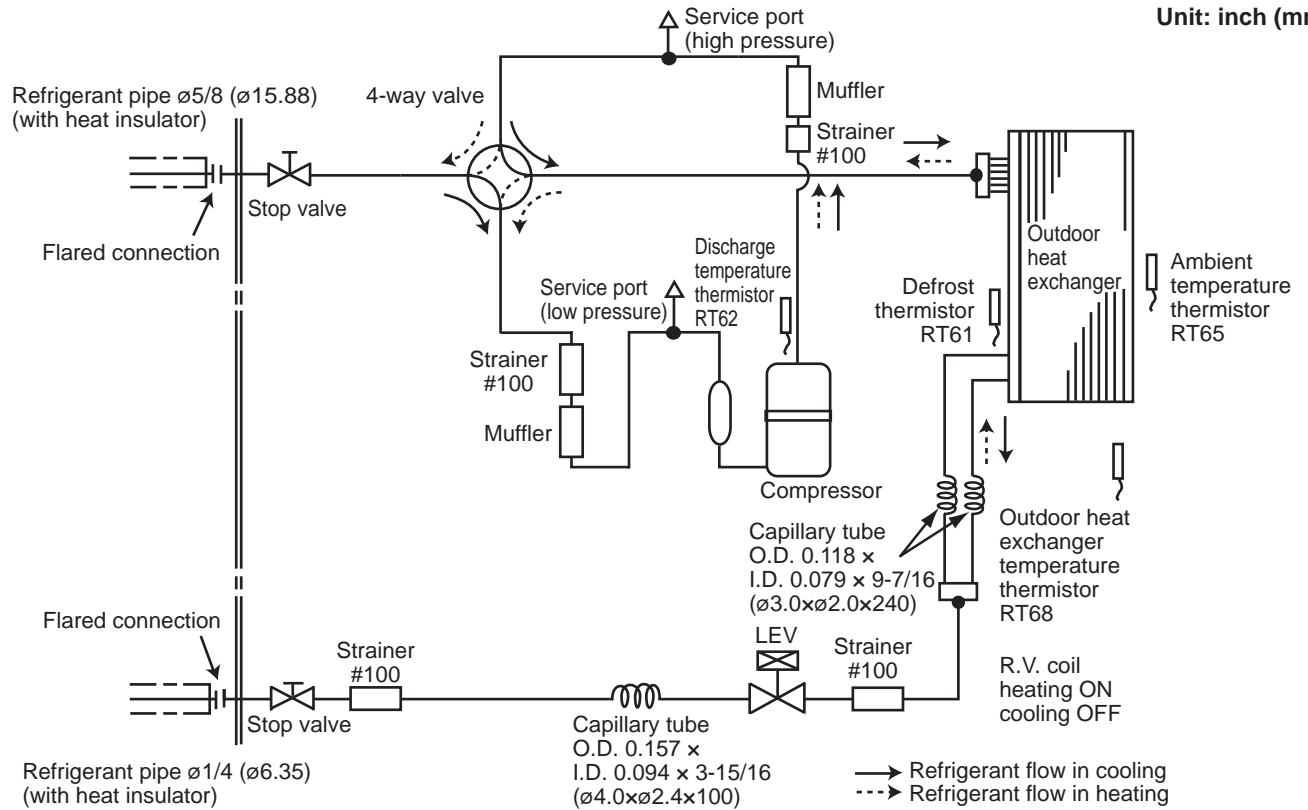 Unit: inch (mm
Service port
(high pressure)
Refrigerant pipe ø5/8 (ø15.88)
(with heat insulator)
4-way valve
Muffler
Strainer
#100
Stop valve
Flared connection
Discharge
temperature
thermistor
RT62
Service port
(low pressure)
Outdoor
heat
exchanger
Defrost
thermistor
RT61
Ambient
temperature
thermistor
RT65
Strainer
#100
Muffler
Compressor
Capillary tube
O.D. 0.118 ×
I.D. 0.079 × 9-7/16
(ø3.0×ø2.0×240)
Outdoor heat
exchanger
temperature
thermistor
RT68
Flared connection
Strainer
#100
LEV
Strainer
#100
R.V. coil
heating ON
cooling OFF
Stop valve
Capillary tube
O.D. 0.157 ×
I.D. 0.094 × 3-15/16
(ø4.0×ø2.4×100)
Refrigerant pipe ø1/4 (ø6.35)
(with heat insulator)
Refrigerant flow in cooling
Refrigerant flow in heating